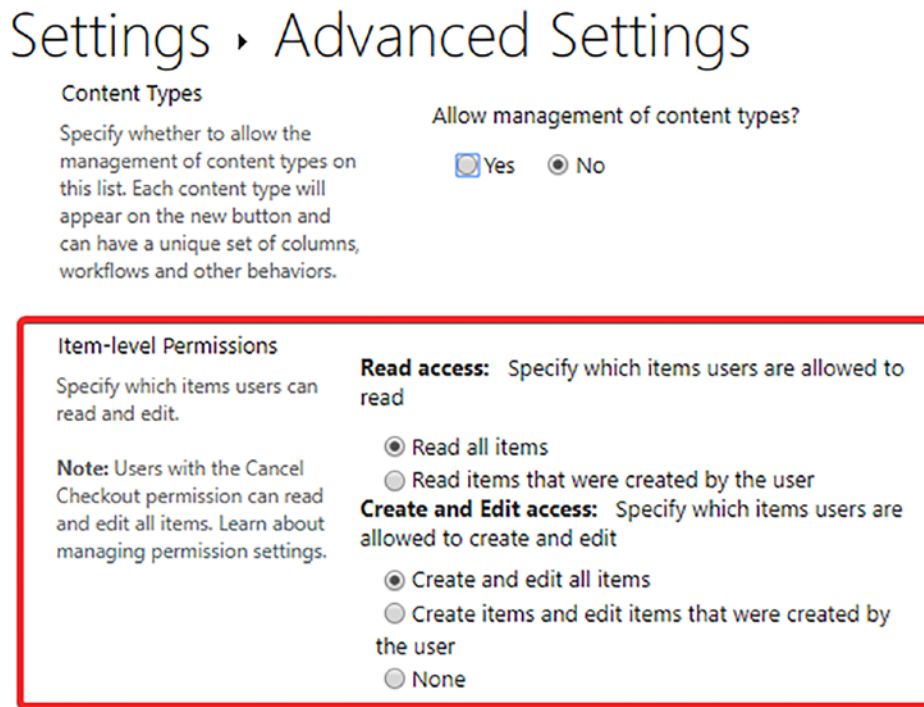 Settings › Advanced Settings
Content Types
Specify whether to allow the
management of content types on
this list. Each content type will
appear on the new button and
can have a unique set of columns,
workflows and other behaviors.
Allow management of content types?
Yes No
Item-level Permissions
Specify which items users can
read and edit.
Note: Users with the Cancel
Checkout permission can read
and edit all items. Learn about
managing permission settings.
Read access: Specify which items users are allowed to
read
Read all items
Read items that were created by the user
Create and Edit access: Specify which items users are
allowed to create and edit
Create and edit all items
Create items and edit items that were created by
the user
None